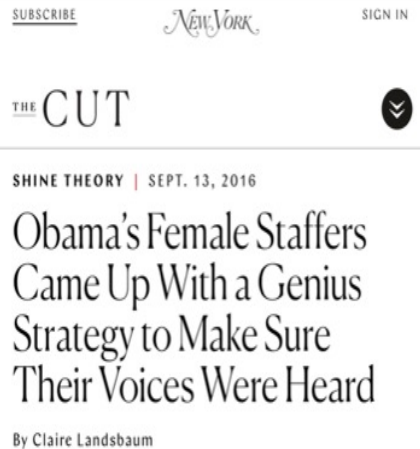 SUBSCRIBE NEW YORK SIGN IN
THE CUT
SHINE THEORY | SEPT. 13, 2016
Obama's Female Staffers
Came Up With a Genius
Strategy to Make Sure
Their Voices Were Heard
By Claire Landsbaum